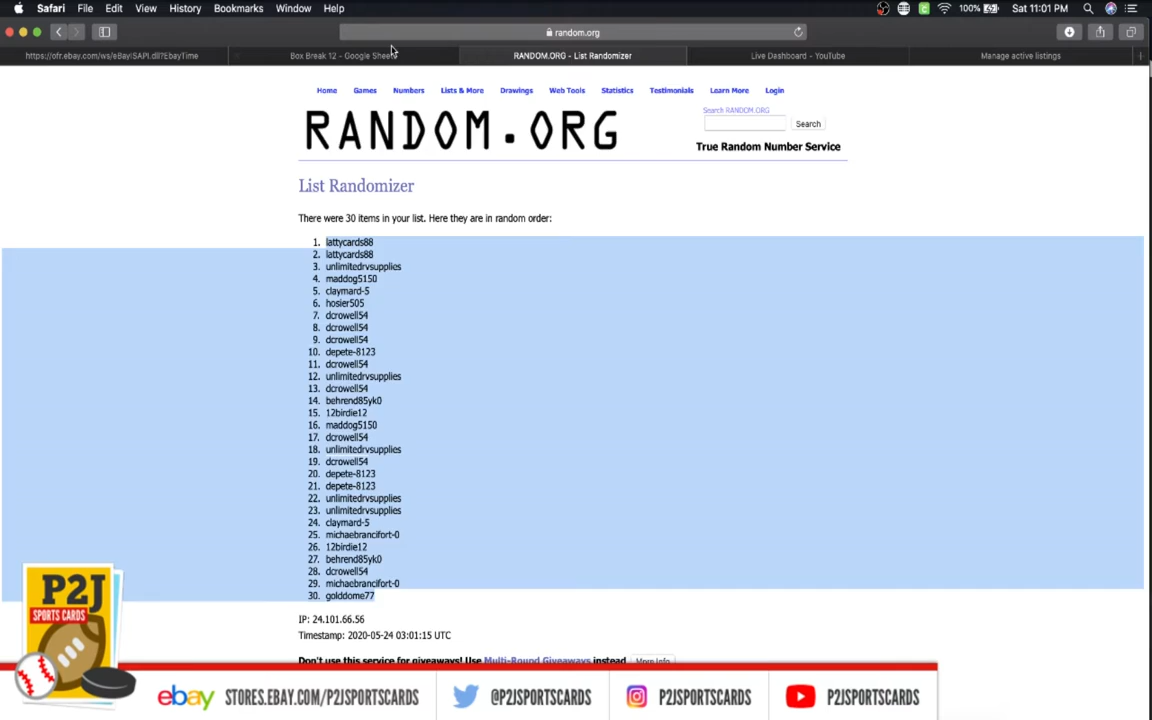 Safari File Edit View History Bookmarks Window Help 100% Sat 11:01 PM
random.org
https://ofr.ebay.com/ws/eBayISAPI.dll?EbayTime Box Break 12 - Google Sheets RANDOM.ORG - List Randomizer Live Dashboard - YouTube Manage active listings
Home Games Numbers Lists & More Drawings Web Tools Statistics Testimonials Learn More Login
RANDOM.ORG
Search RANDOM.ORG
Search
True Random Number Service
List Randomizer
There were 30 items in your list. Here they are in random order:
1. lattycards88
2. lattycards88
3. unlimitedrvsupplies
4. maddog5150
5. claymard-5
6. hosier505
7. dcrowell54
8. dcrowell54
9. dcrowell54
10. depete-8123
11. dcrowell54
12. unlimitedrvsupplies
13. dcrowell54
14. behrend85yk0
15. 12birdie12
16. maddog5150
17. dcrowell54
18. unlimitedrvsupplies
19. dcrowell54
20. depete-8123
21. depete-8123
22. unlimitedrvsupplies
23. unlimitedrvsupplies
24. claymard-5
25. michaebrancifort-0
26. 12birdie12
27. behrend85yk0
28. dcrowell54
29. michaebrancifort-0
30. golddome77
IP: 24.101.66.56
Timestamp: 2020-05-24 03:01:15 UTC
Don't use this service for giveaways! Use Multi-Round Giveaways instead More Info
P2J
SPORTS CARDS
ebay STORES.EBAY.COM/P2JSPORTSCARDS @P2JSPORTSCARDS P2JSPORTSCARDS P2JSPORTSCARDS